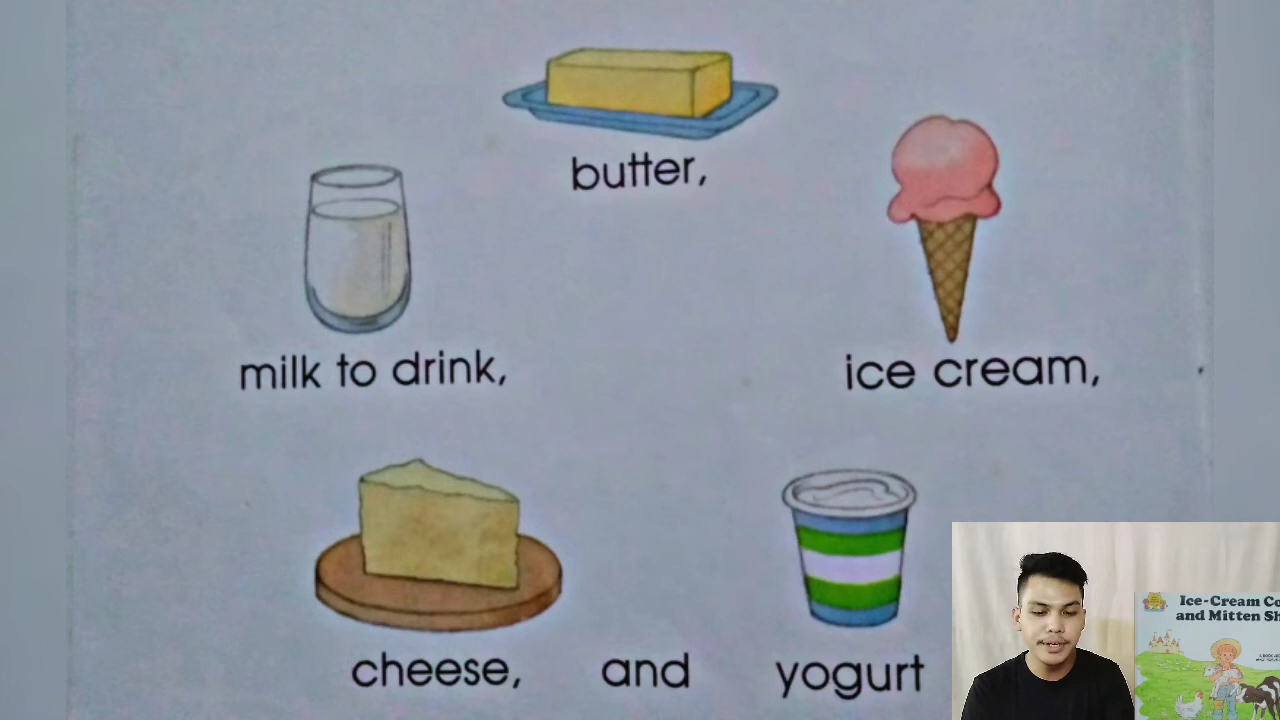 butter,
milk to drink,
ice cream,
cheese, and yogurt
Ice-Cream Co
and Mitten Sh